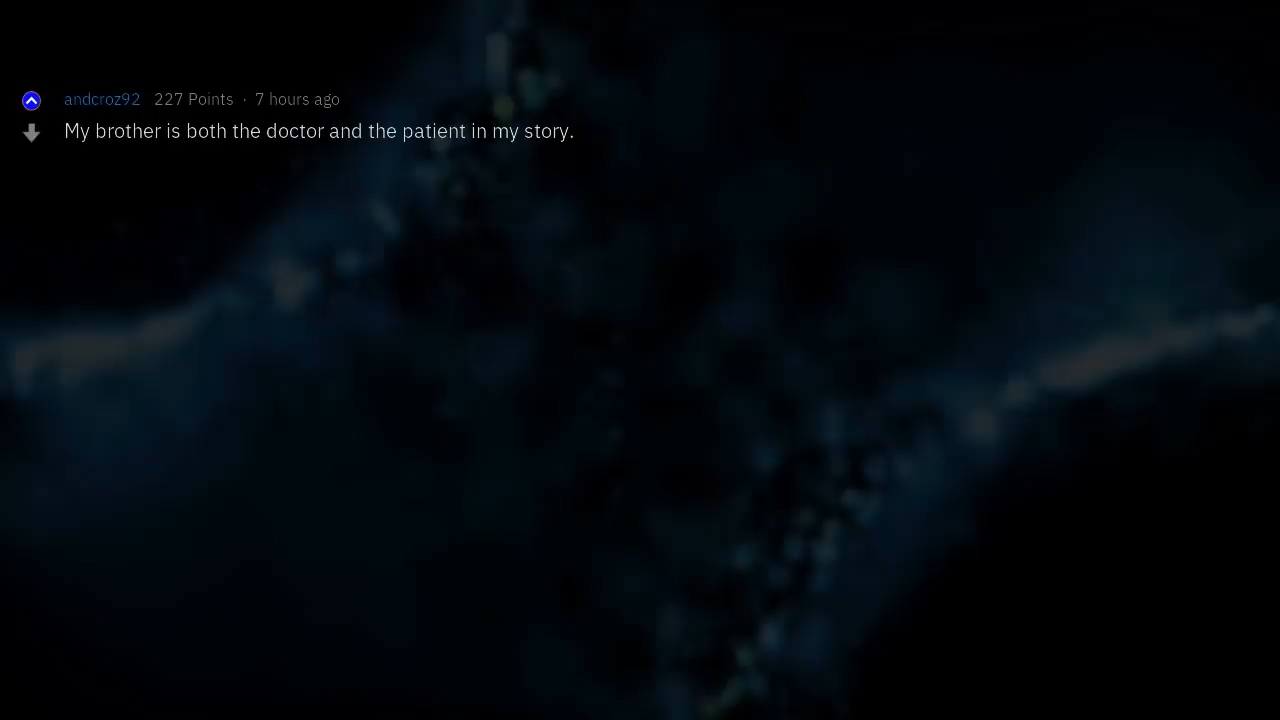 andcroz92 227 Points · 7 hours ago
My brother is both the doctor and the patient in my story.